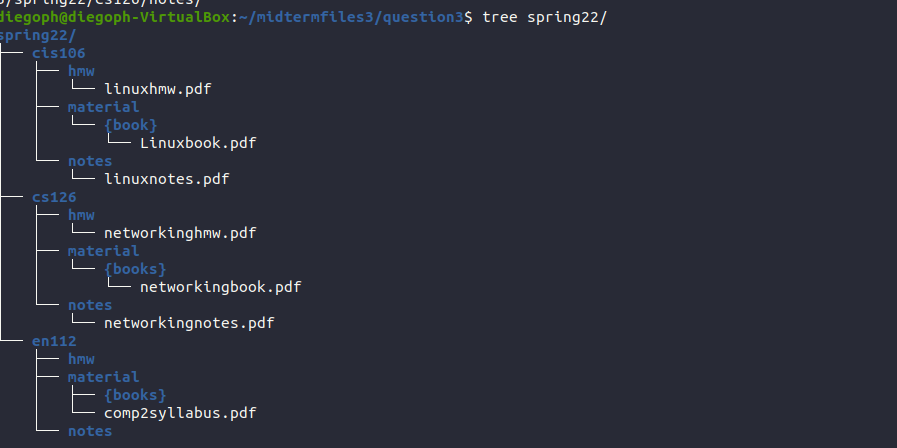 /spring22/cs126/notes/
diegoph@diegoph-VirtualBox:~/midtermfiles3/question3$ tree spring22/
spring22/
├── cis106
│   ├── hmw
│   │   └── linuxhmw.pdf
│   ├── material
│   │   └── {book}
│   │       └── Linuxbook.pdf
│   └── notes
│       └── linuxnotes.pdf
├── cs126
│   ├── hmw
│   │   └── networkinghmw.pdf
│   ├── material
│   │   └── {books}
│   │       └── networkingbook.pdf
│   └── notes
│       └── networkingnotes.pdf
└── en112
    ├── hmw
    ├── material
    │   ├── {books}
    │   └── comp2syllabus.pdf
    └── notes